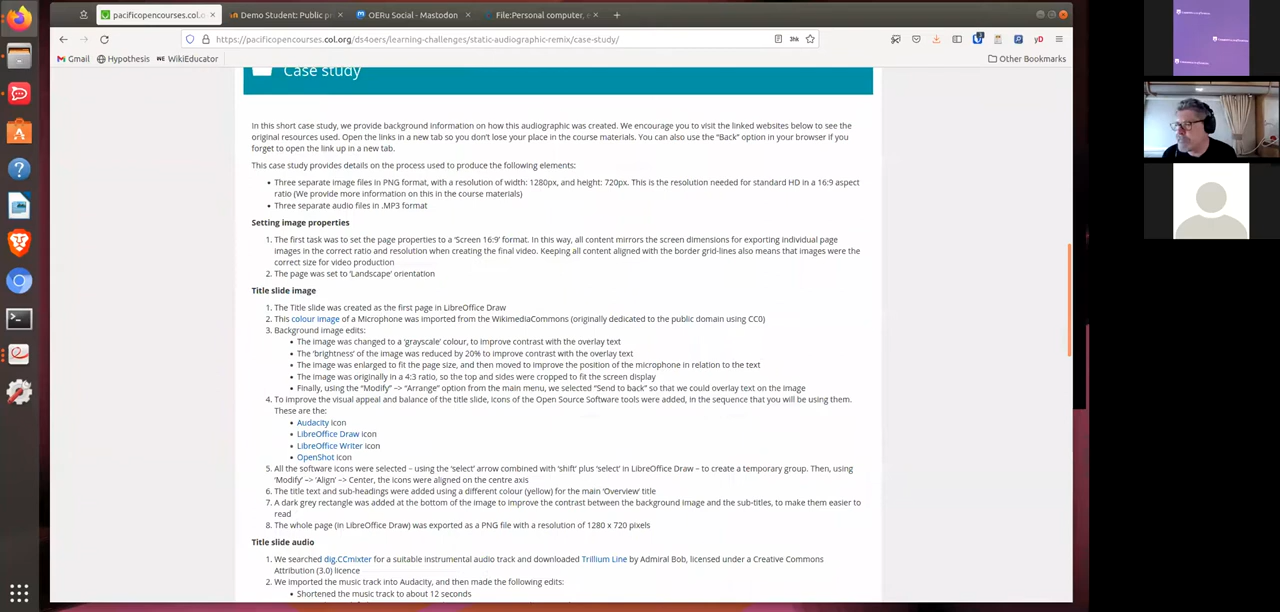 pacificopencourses.col.o
Demo Student: Public p
OERu Social - Mastodon
File:Personal computer, e
https://pacificopencourses.col.org/ds4oers/learning-challenges/static-audiographic-remix/case-study/
Gmail
Hypothesis
WikiEducator
Other Bookmarks
Case study
In this short case study, we provide background information on how this audiographic was created. We encourage you to visit the linked websites below to see the
original resources used. Open the links in a new tab so you don't lose your place in the course materials. You can also use the "Back" option in your browser if you
forget to open the link up in a new tab.
This case study provides details on the process used to produce the following elements:
• Three separate image files in PNG format, with a resolution of width: 1280px, and height: 720px. This is the resolution needed for standard HD in a 16:9 aspect
ratio (We provide more information on this in the course materials)
• Three separate audio files in .MP3 format
Setting image properties
1. The first task was to set the page properties to a 'Screen 16:9' format. In this way, all content mirrors the screen dimensions for exporting individual page
images in the correct ratio and resolution when creating the final video. Keeping all content aligned with the border grid-lines also means that images were the
correct size for video production
2. The page was set to 'Landscape' orientation
Title slide image
1. The Title slide was created as the first page in LibreOffice Draw
2. This colour image of a Microphone was imported from the WikimediaCommons (originally dedicated to the public domain using CC0)
3. Background image edits:
• The image was changed to a 'grayscale' colour, to improve contrast with the overlay text
• The 'brightness' of the image was reduced by 20% to improve contrast with the overlay text
• The image was enlarged to fit the page size, and then moved to improve the position of the microphone in relation to the text
• The image was originally in a 4:3 ratio, so the top and sides were cropped to fit the screen display
• Finally, using the "Modify" –> "Arrange" option from the main menu, we selected "Send to back" so that we could overlay text on the image
4. To improve the visual appeal and balance of the title slide, icons of the Open Source Software tools were added, in the sequence that you will be using them.
These are the:
• Audacity icon
• LibreOffice Draw icon
• LibreOffice Writer icon
• OpenShot icon
5. All the software icons were selected – using the 'select' arrow combined with 'shift' plus 'select' in LibreOffice Draw – to create a temporary group. Then, using
'Modify' –> 'Align' –> Center, the icons were aligned on the centre axis
6. The title text and sub-headings were added using a different colour (yellow) for the main 'Overview' title
7. A dark grey rectangle was added at the bottom of the image to improve the contrast between the background image and the sub-titles, to make them easier to
read
8. The whole page (in LibreOffice Draw) was exported as a PNG file with a resolution of 1280 x 720 pixels
Title slide audio
1. We searched dig.CCmixter for a suitable instrumental audio track and downloaded Trillium Line by Admiral Bob, licensed under a Creative Commons
Attribution (3.0) licence
2. We imported the music track into Audacity, and then made the following edits:
• Shortened the music track to about 12 seconds